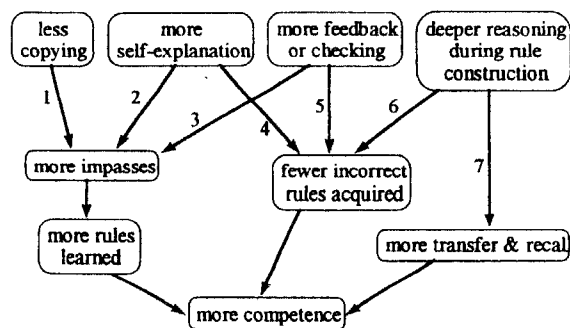 less
copying
more
self-explanation
more feedback
or checking
deeper reasoning
during rule
construction
1
2
3
4
5
6
7
more impasses
fewer incorrect
rules acquired
more rules
learned
more transfer & recal
more competence